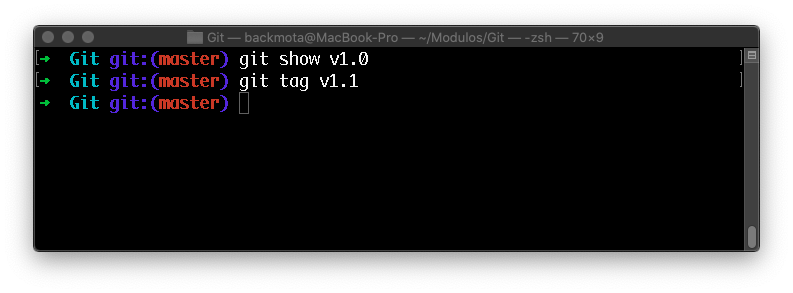 Git — backmota@MacBook-Pro — ~/Modulos/Git — -zsh — 70×9
[➜  Git git:(master) git show v1.0 ]
[➜  Git git:(master) git tag v1.1 ]
➜  Git git:(master)